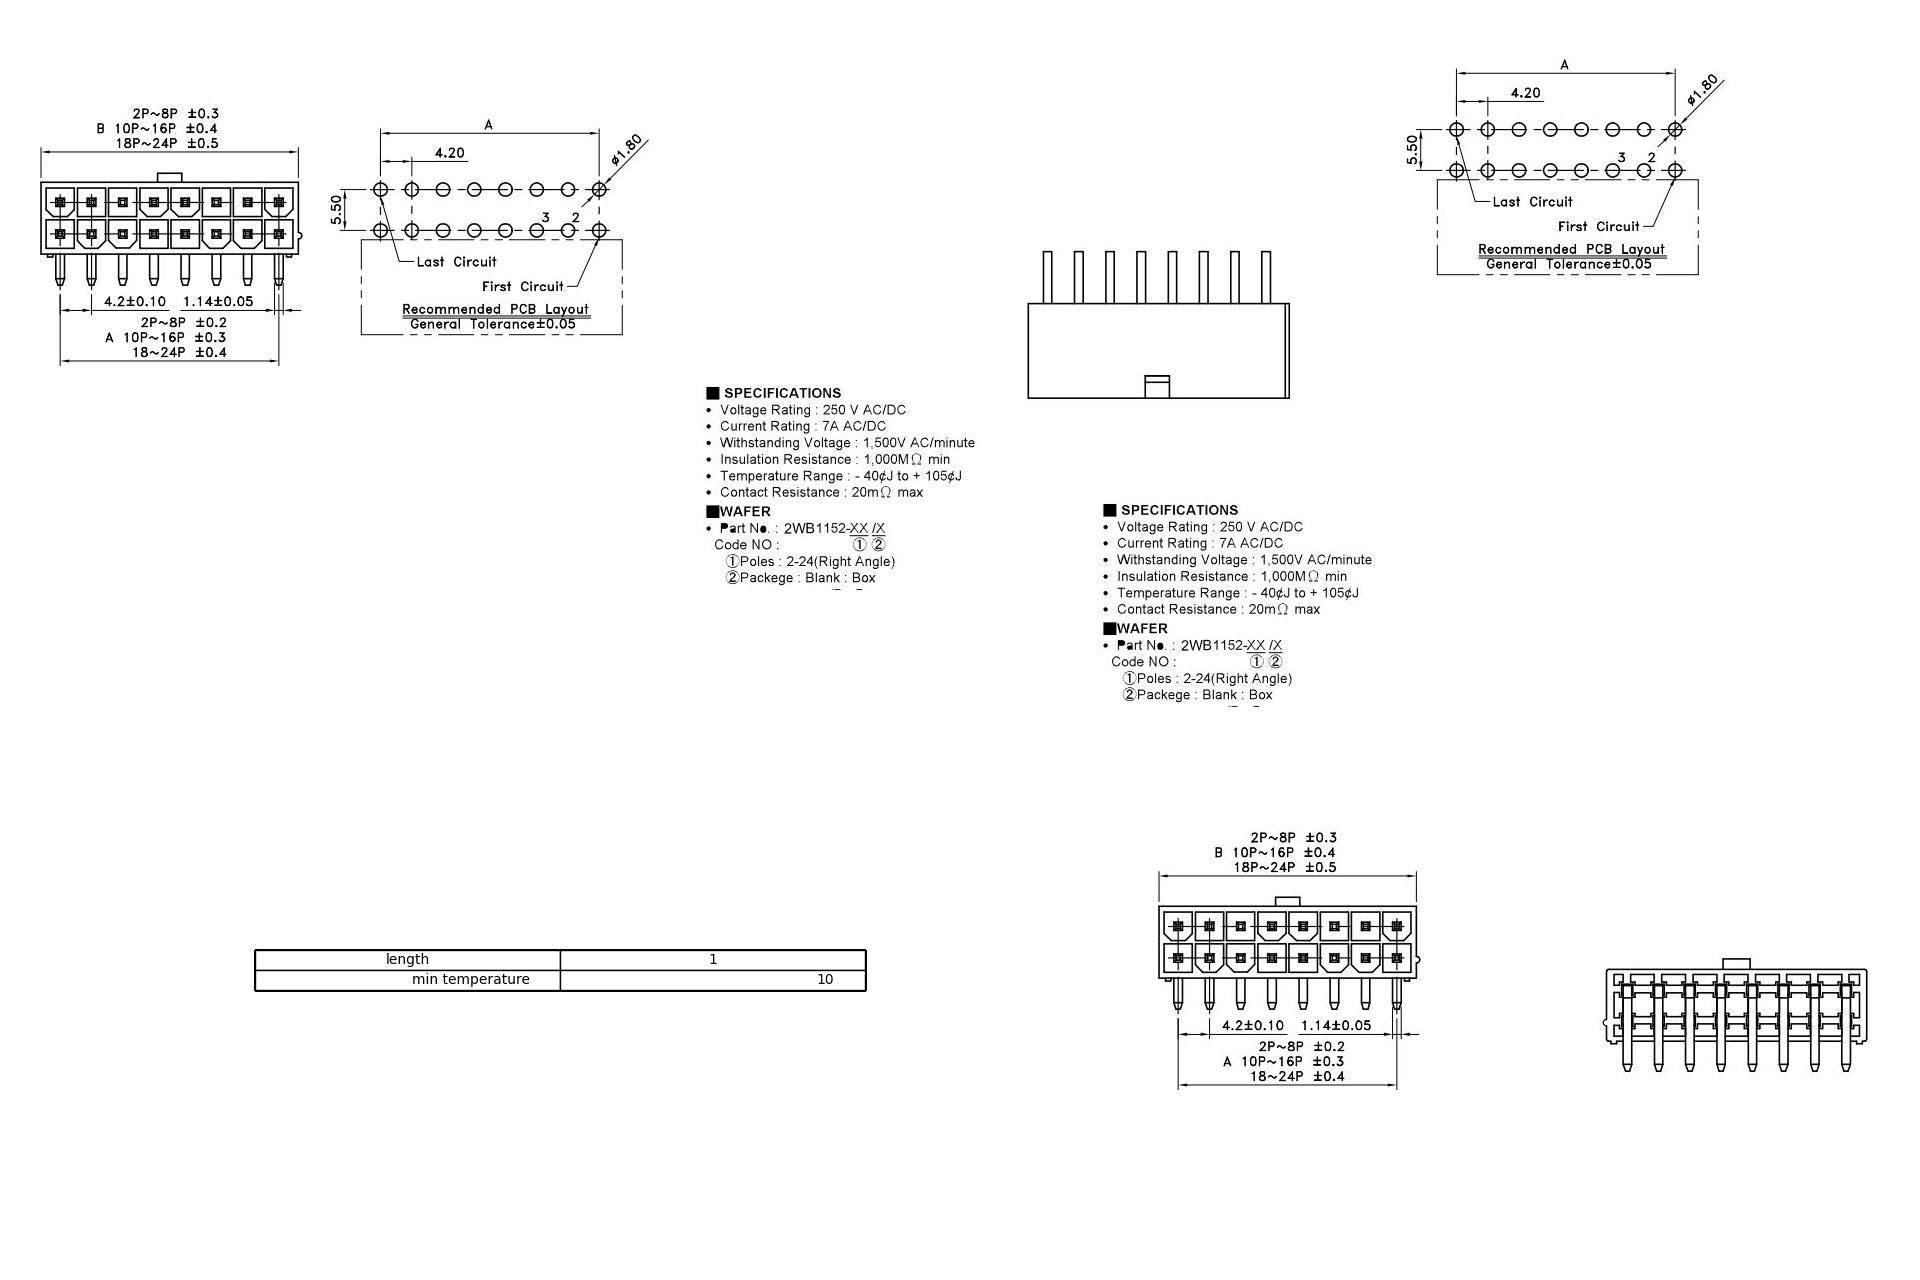 2P~8P ±0.3
B 10P~16P ±0.4
18P~24P ±0.5
4.2±0.10 1.14±0.05
2P~8P ±0.2
A 10P~16P ±0.3
18~24P ±0.4
A
4.20
ø1.80
5.50
3 2
Last Circuit
First Circuit
Recommended PCB Layout
General Tolerance±0.05
A
4.20
ø1.80
5.50
3 2
Last Circuit
First Circuit
Recommended PCB Layout
General Tolerance±0.05
■ SPECIFICATIONS
• Voltage Rating : 250 V AC/DC
• Current Rating : 7A AC/DC
• Withstanding Voltage : 1,500V AC/minute
• Insulation Resistance : 1,000MΩ min
• Temperature Range : - 40¢J to + 105¢J
• Contact Resistance : 20mΩ max
■WAFER
• Part No. : 2WB1152-XX /X
Code NO : ① ②
①Poles : 2-24(Right Angle)
②Packege : Blank : Box
■ SPECIFICATIONS
• Voltage Rating : 250 V AC/DC
• Current Rating : 7A AC/DC
• Withstanding Voltage : 1,500V AC/minute
• Insulation Resistance : 1,000MΩ min
• Temperature Range : - 40¢J to + 105¢J
• Contact Resistance : 20mΩ max
■WAFER
• Part No. : 2WB1152-XX /X
Code NO : ① ②
①Poles : 2-24(Right Angle)
②Packege : Blank : Box
length 1
min temperature 10
2P~8P ±0.3
B 10P~16P ±0.4
18P~24P ±0.5
4.2±0.10 1.14±0.05
2P~8P ±0.2
A 10P~16P ±0.3
18~24P ±0.4